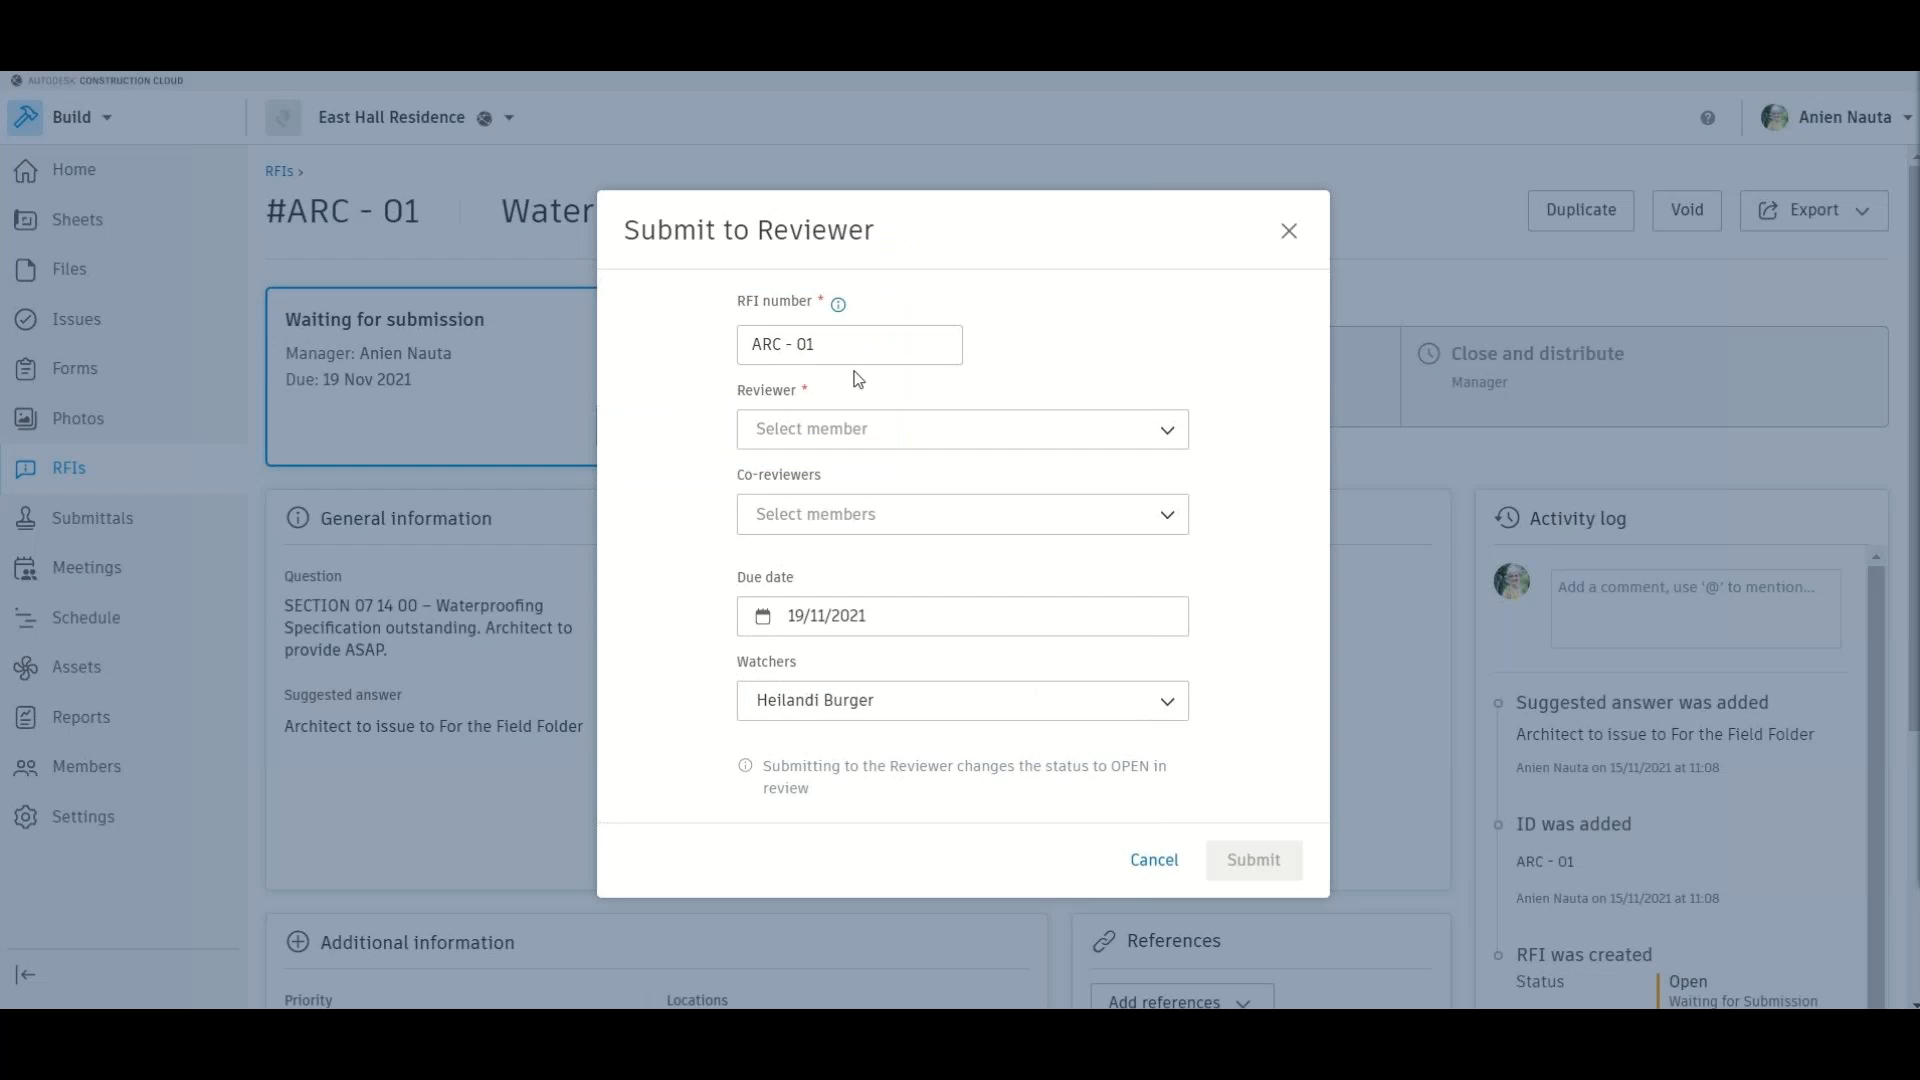 AUTODESK CONSTRUCTION CLOUD
Build
East Hall Residence
Anien Nauta
Home
Sheets
Files
Issues
Forms
Photos
RFIs
Submittals
Meetings
Schedule
Assets
Reports
Members
Settings
RFIs >
#ARC - 01
Water
Duplicate
Void
Export
Waiting for submission
Manager: Anien Nauta
Due: 19 Nov 2021
Close and distribute
Manager
General information
Question
SECTION 07 14 00 – Waterproofing
Specification outstanding. Architect to
provide ASAP.
Suggested answer
Architect to issue to For the Field Folder
Additional information
Priority
Locations
References
Add references
Submit to Reviewer
RFI number *
ARC - 01
Reviewer *
Select member
Co-reviewers
Select members
Due date
19/11/2021
Watchers
Heilandi Burger
Submitting to the Reviewer changes the status to OPEN in
review
Cancel
Submit
Activity log
Add a comment, use '@' to mention...
Suggested answer was added
Architect to issue to For the Field Folder
Anien Nauta on 15/11/2021 at 11:08
ID was added
ARC - 01
Anien Nauta on 15/11/2021 at 11:08
RFI was created
Status
Open
Waiting for Submission